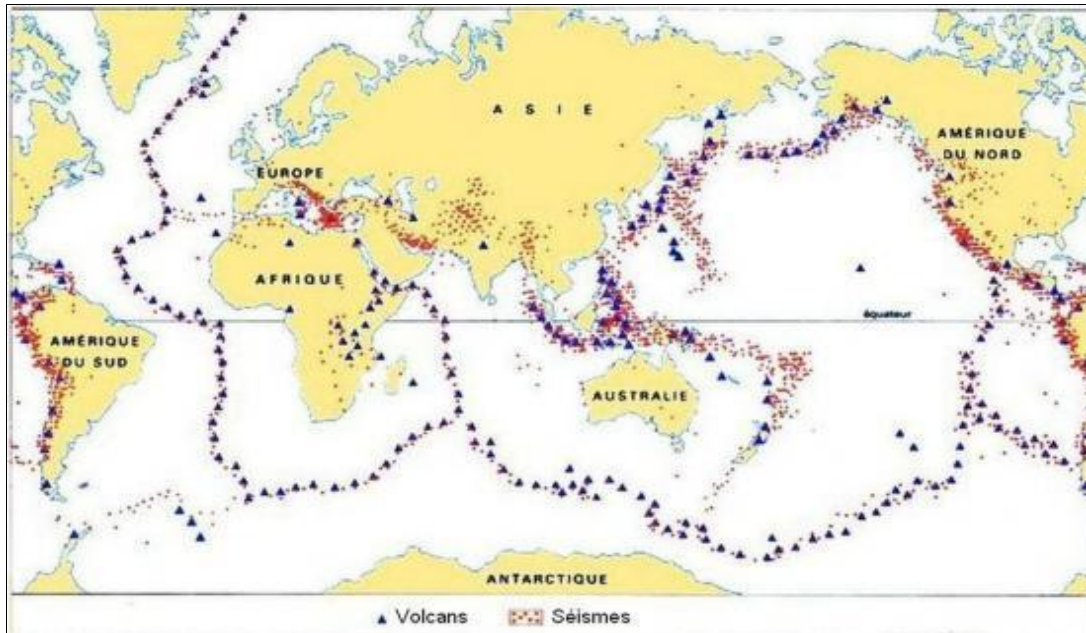 ASIE
AMÉRIQUE
DU NORD
EUROPE
AFRIQUE
équateur
AMÉRIQUE
DU SUD
AUSTRALIE
ANTARCTIQUE
Volcans
Séismes